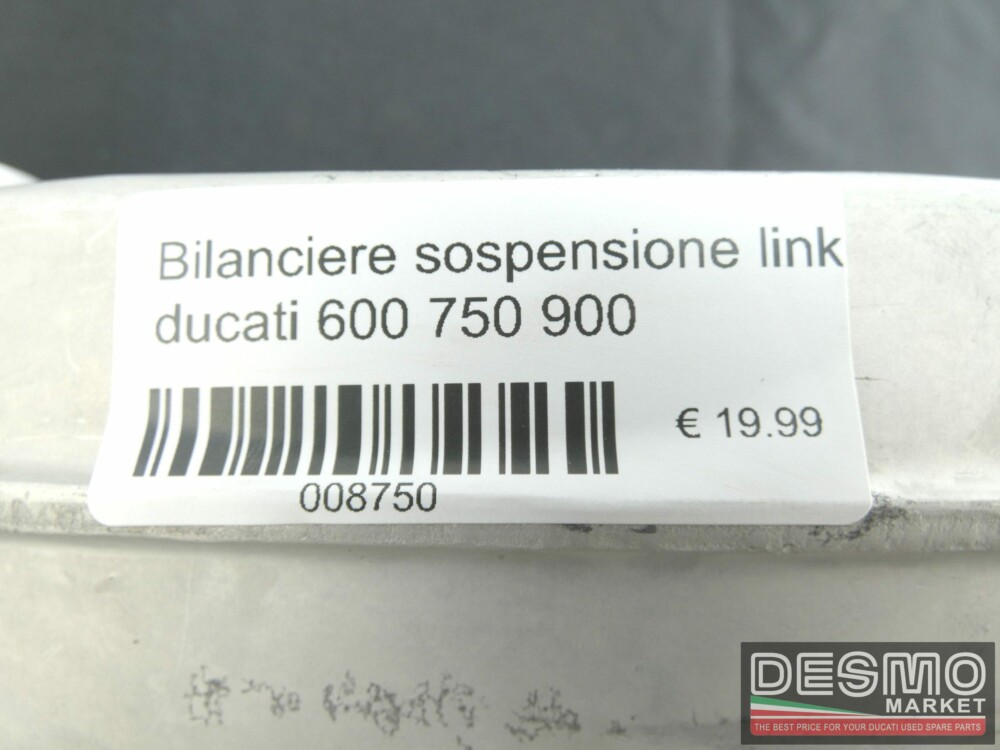 Bilanciere sospensione link
ducati 600 750 900
€ 19.99
008750
DESMO
MARKET
THE BEST PRICE FOR YOUR DUCATI USED SPARE PARTS